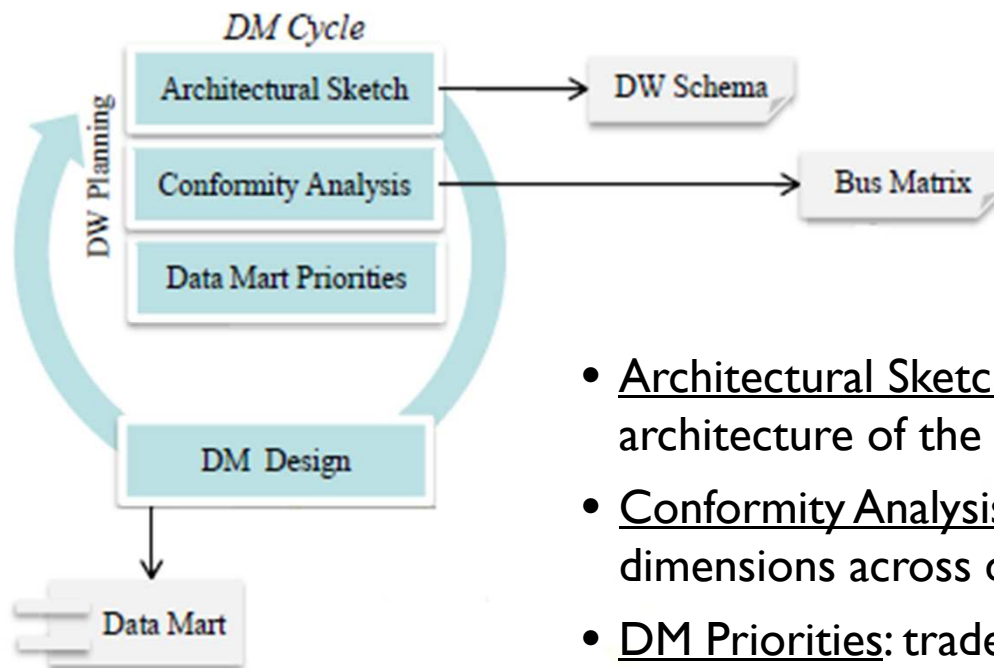 DM Cycle
Architectural Sketch
DW Schema
DW Planning
Conformity Analysis
Bus Matrix
Data Mart Priorities
• Architectural Sketc
architecture of the
DM Design
• Conformity Analysis
dimensions across
Data Mart
• DM Priorities: trade